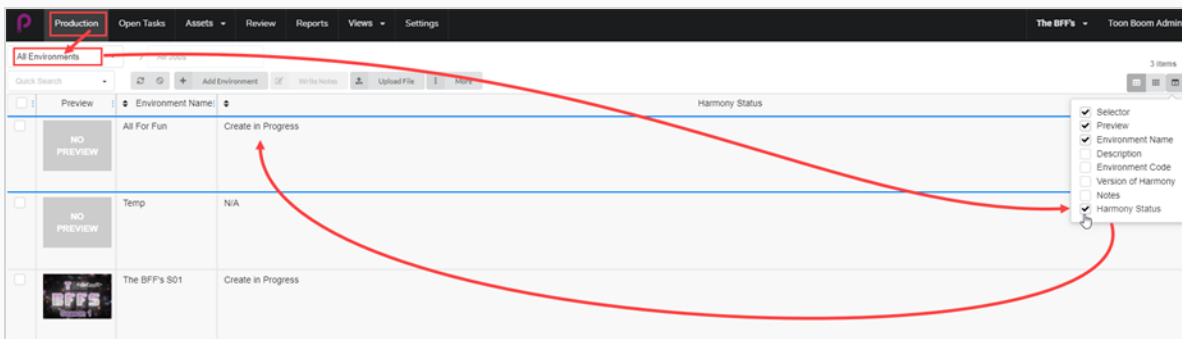 Production Open Tasks Assets Review Reports Views Settings The BFF's Toon Boom Admin
All Environments All Jobs
3 items
Quick Search Add Environment Write Notes Upload File More
Preview Environment Name Harmony Status
Selector
Preview
Environment Name
Description
Environment Code
Version of Harmony
Notes
Harmony Status
All For Fun Create in Progress
NO
PREVIEW
Temp N/A
NO
PREVIEW
The BFF's S01 Create in Progress
BFFS